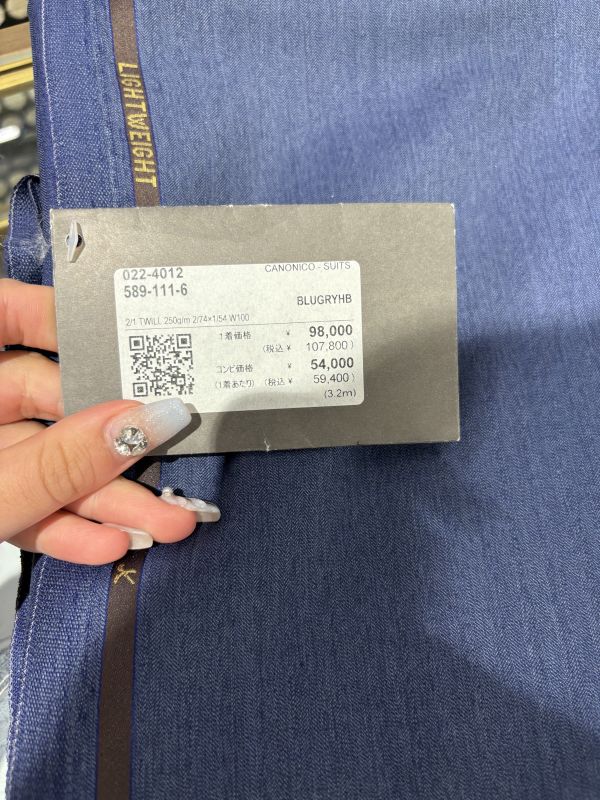 LIGHTWEIGHT
022-4012
CANONICO - SUITS
589-111-6
BLUGRYHB
2/1 TWILL 250g/m 2/74×1/54 W100
1着価格 ¥ 98,000
(税込 ¥ 107,800)
コンビ価格 ¥ 54,000
(1着あたり) (税込 ¥ 59,400)
(3.2m)
K